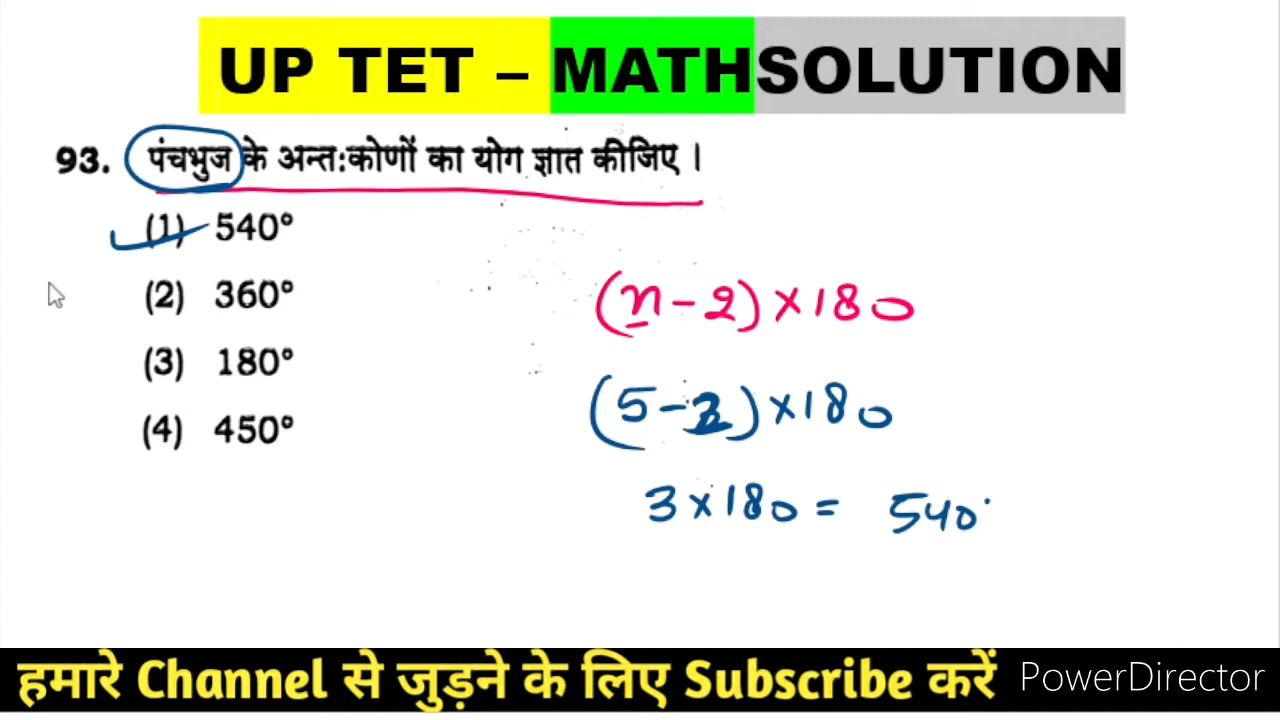 UP TET – MATHSOLUTION
93. पंचभुज के अन्त:कोणों का योग ज्ञात कीजिए ।
(1) 540°
(2) 360°
(3) 180°
(4) 450°
(n-2)×180
(5-2)×180
3×180 = 540°
हमारे Channel से जुड़ने के लिए Subscribe करें
PowerDirector